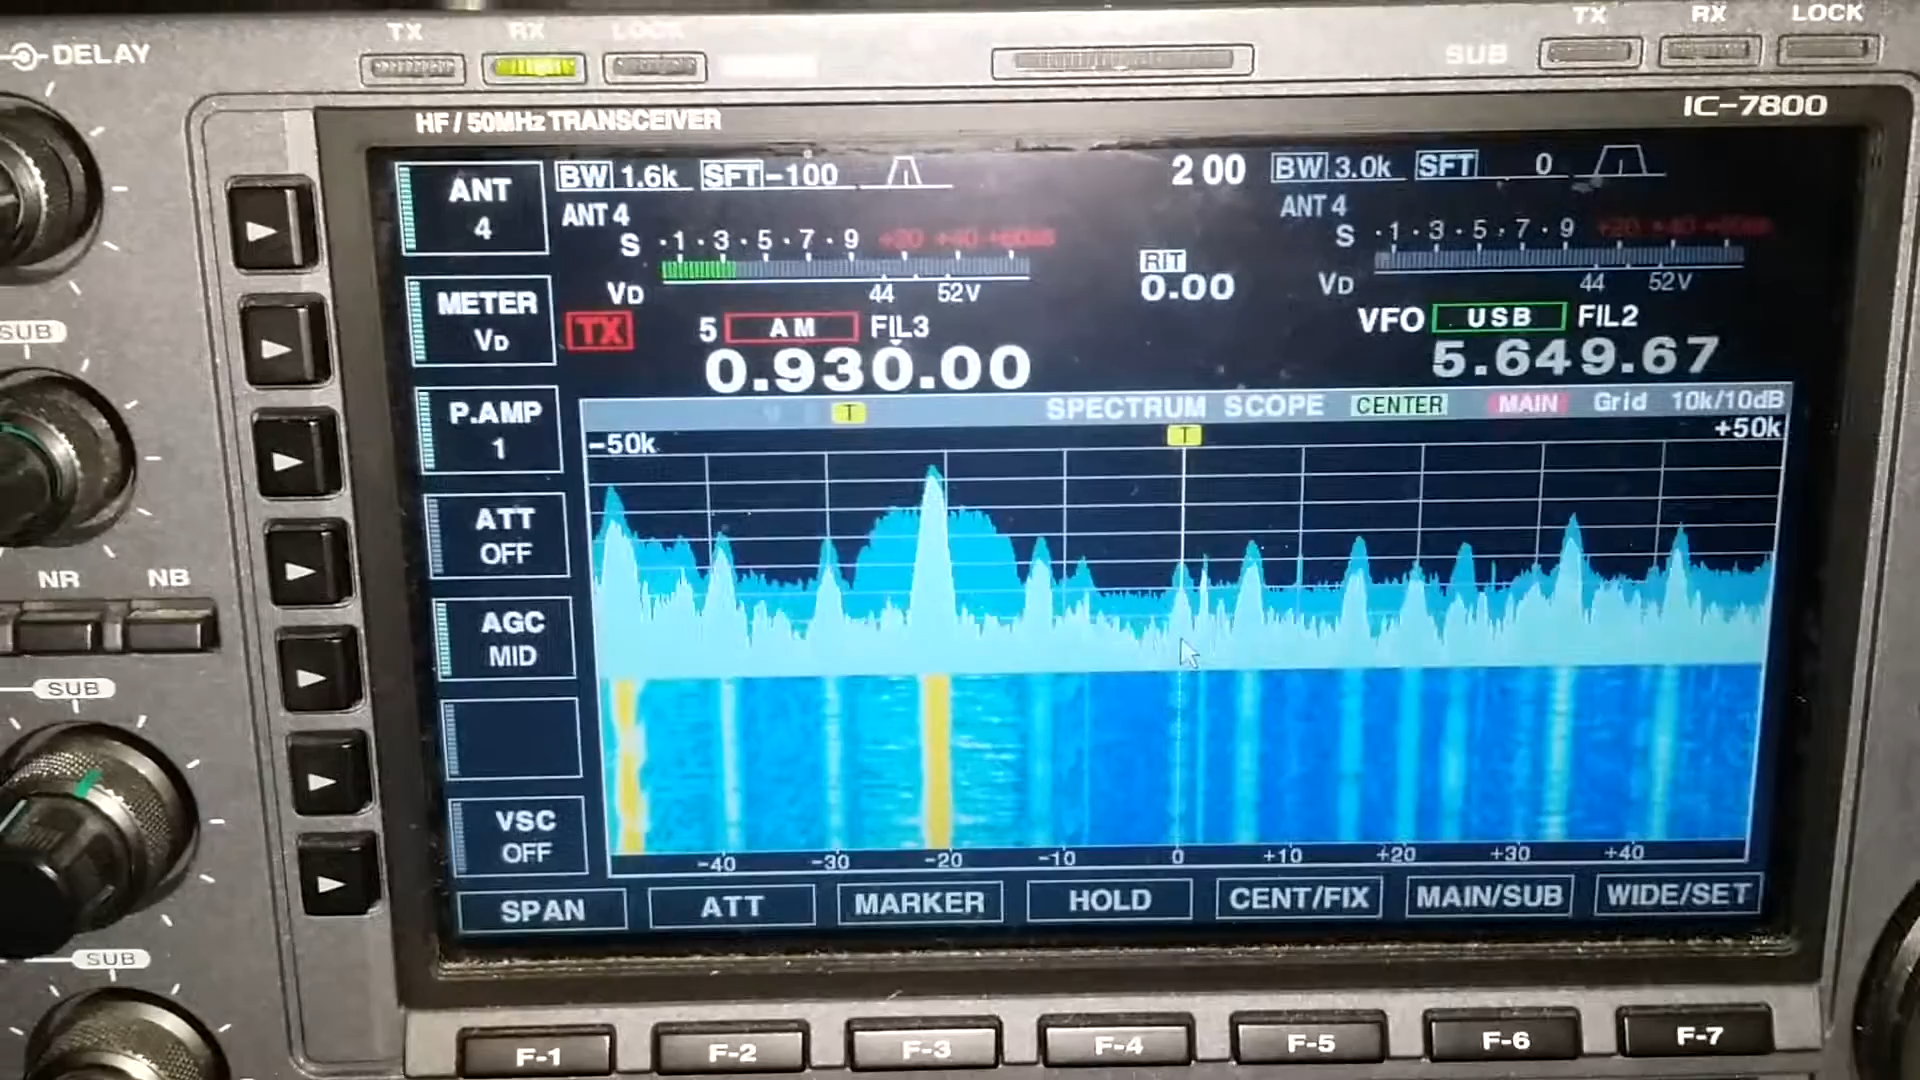 TX RX LOCK TX RX LOCK
DELAY SUB
HF / 50MHz TRANSCEIVER IC-7800
ANT
4
BW 1.6k SFT -100 2 00 BW 3.0k SFT 0
ANT 4 ANT 4
S ·1·3·5·7·9 +20 +40 +60dB S ·1·3·5·7·9 +20 +40 +60dB
VD 44 52V VD 44 52V
RIT
0.00
METER
VD
TX 5 AM FIL3 VFO USB FIL2
0.930.00 5.649.67
SUB
P.AMP
1
T SPECTRUM SCOPE CENTER MAIN Grid 10k/10dB
-50k T +50k
ATT
OFF
NR NB
AGC
MID
SUB
VSC
OFF
-40 -30 -20 -10 0 +10 +20 +30 +40
SPAN ATT MARKER HOLD CENT/FIX MAIN/SUB WIDE/SET
SUB
F-1 F-2 F-3 F-4 F-5 F-6 F-7